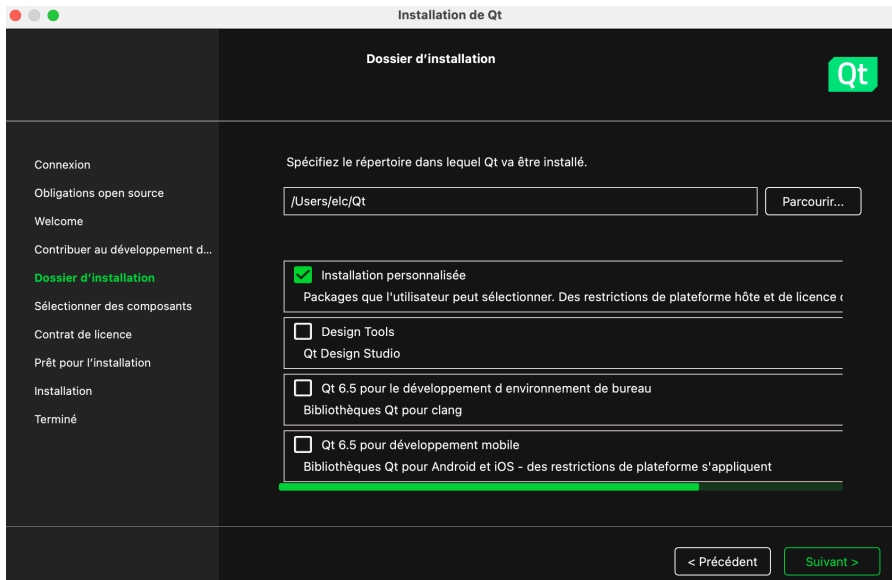 Installation de Qt
Dossier d'installation
Qt
Connexion
Obligations open source
Welcome
Contribuer au développement d...
Dossier d'installation
Sélectionner des composants
Contrat de licence
Prêt pour l'installation
Installation
Terminé
Spécifiez le répertoire dans lequel Qt va être installé.
/Users/elc/Qt
Parcourir...
Installation personnalisée
Packages que l'utilisateur peut sélectionner. Des restrictions de plateforme hôte et de licence
Design Tools
Qt Design Studio
Qt 6.5 pour le développement d environnement de bureau
Bibliothèques Qt pour clang
Qt 6.5 pour développement mobile
Bibliothèques Qt pour Android et iOS - des restrictions de plateforme s'appliquent
< Précédent
Suivant >